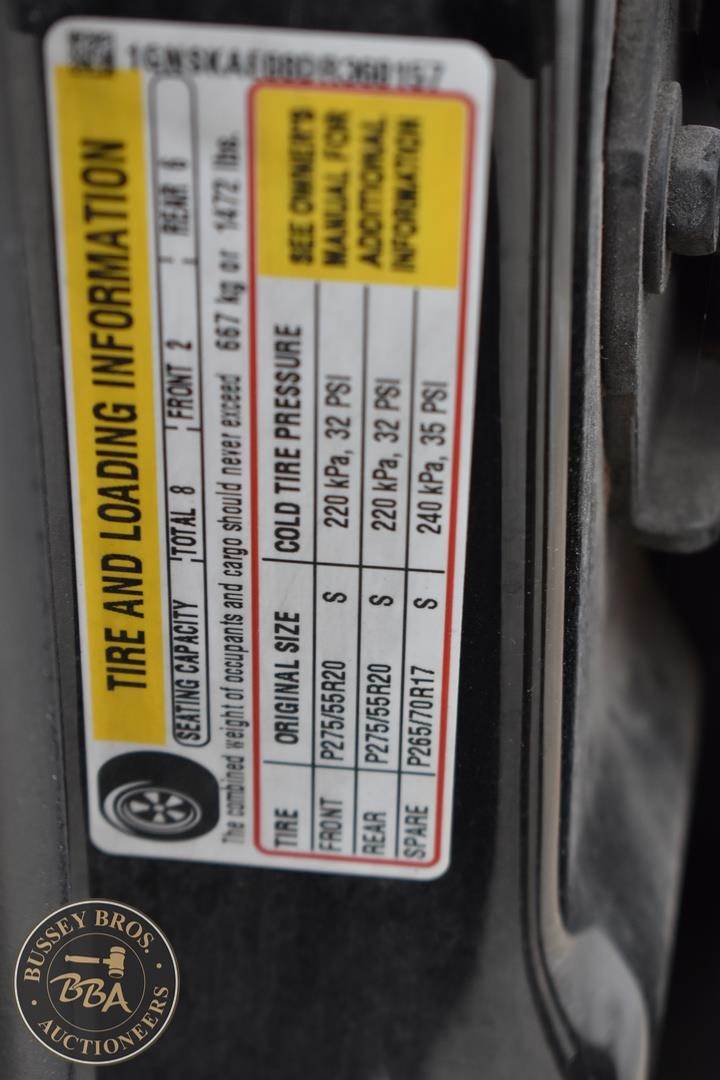 TIRE AND LOADING INFORMATION
SEATING CAPACITY TOTAL 8 FRONT 2 REAR 6
The combined weight of occupants and cargo should never exceed 667 kg or 1472 lbs.
TIRE ORIGINAL SIZE COLD TIRE PRESSURE
FRONT P275/55R20 S 220 kPa, 32 PSI
REAR P275/55R20 S 220 kPa, 32 PSI
SPARE P265/70R17 S 240 kPa, 35 PSI
SEE OWNER'S
MANUAL FOR
ADDITIONAL
INFORMATION
BUSSEY BROS.
BBA
AUCTIONEERS